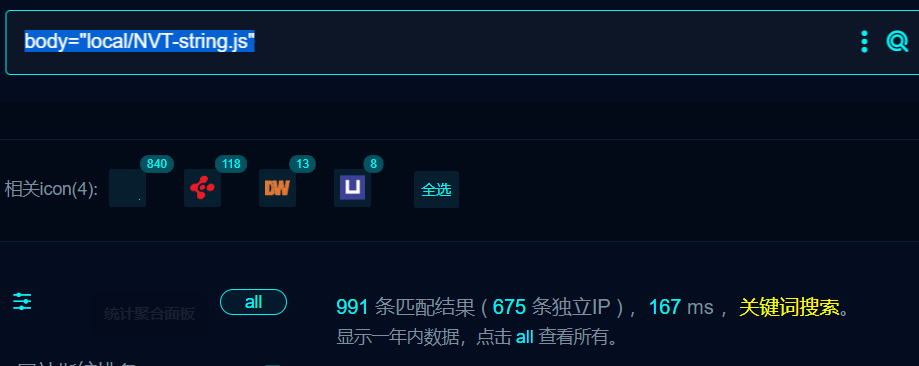 body="local/NVT-string.js"
840 118 13 8
相关icon(4): DW U 全选
all 991 条匹配结果 ( 675 条独立IP ) ，167 ms ，关键词搜索。
统计聚合面板
显示一年内数据，点击 all 查看所有。